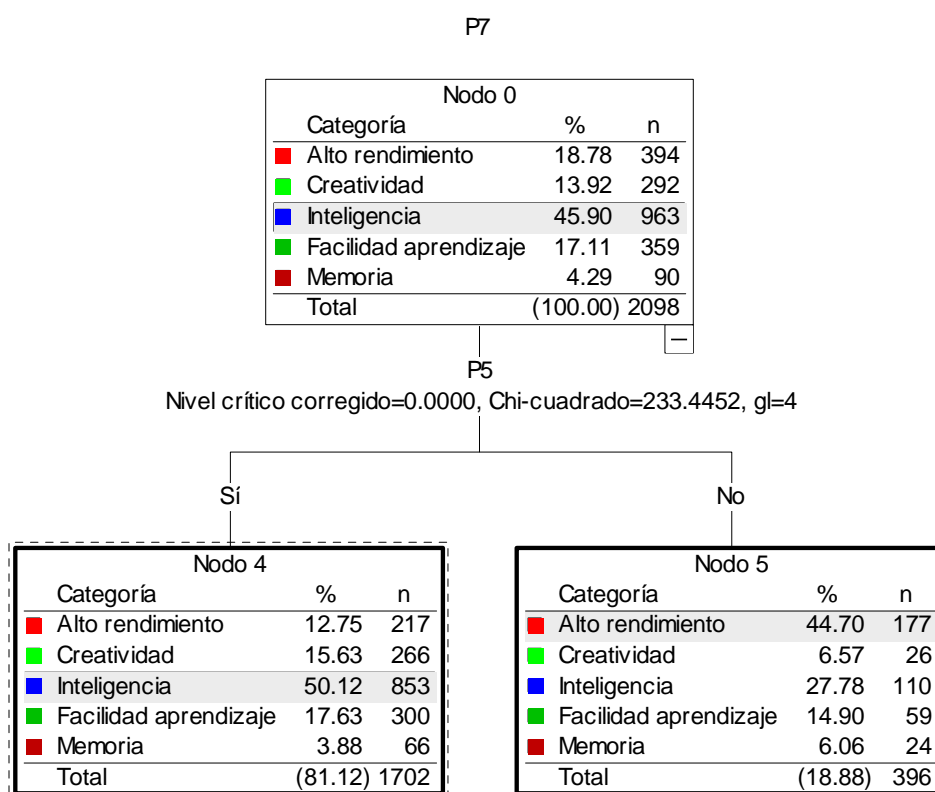 P7
Nodo 0
Categoría % n
Alto rendimiento 18.78 394
Creatividad 13.92 292
Inteligencia 45.90 963
Facilidad aprendizaje 17.11 359
Memoria 4.29 90
Total (100.00) 2098
P5
Nivel crítico corregido=0.0000, Chi-cuadrado=233.4452, gl=4
Sí
No
Nodo 4
Categoría % n
Alto rendimiento 12.75 217
Creatividad 15.63 266
Inteligencia 50.12 853
Facilidad aprendizaje 17.63 300
Memoria 3.88 66
Total (81.12) 1702
Nodo 5
Categoría % n
Alto rendimiento 44.70 177
Creatividad 6.57 26
Inteligencia 27.78 110
Facilidad aprendizaje 14.90 59
Memoria 6.06 24
Total (18.88) 396